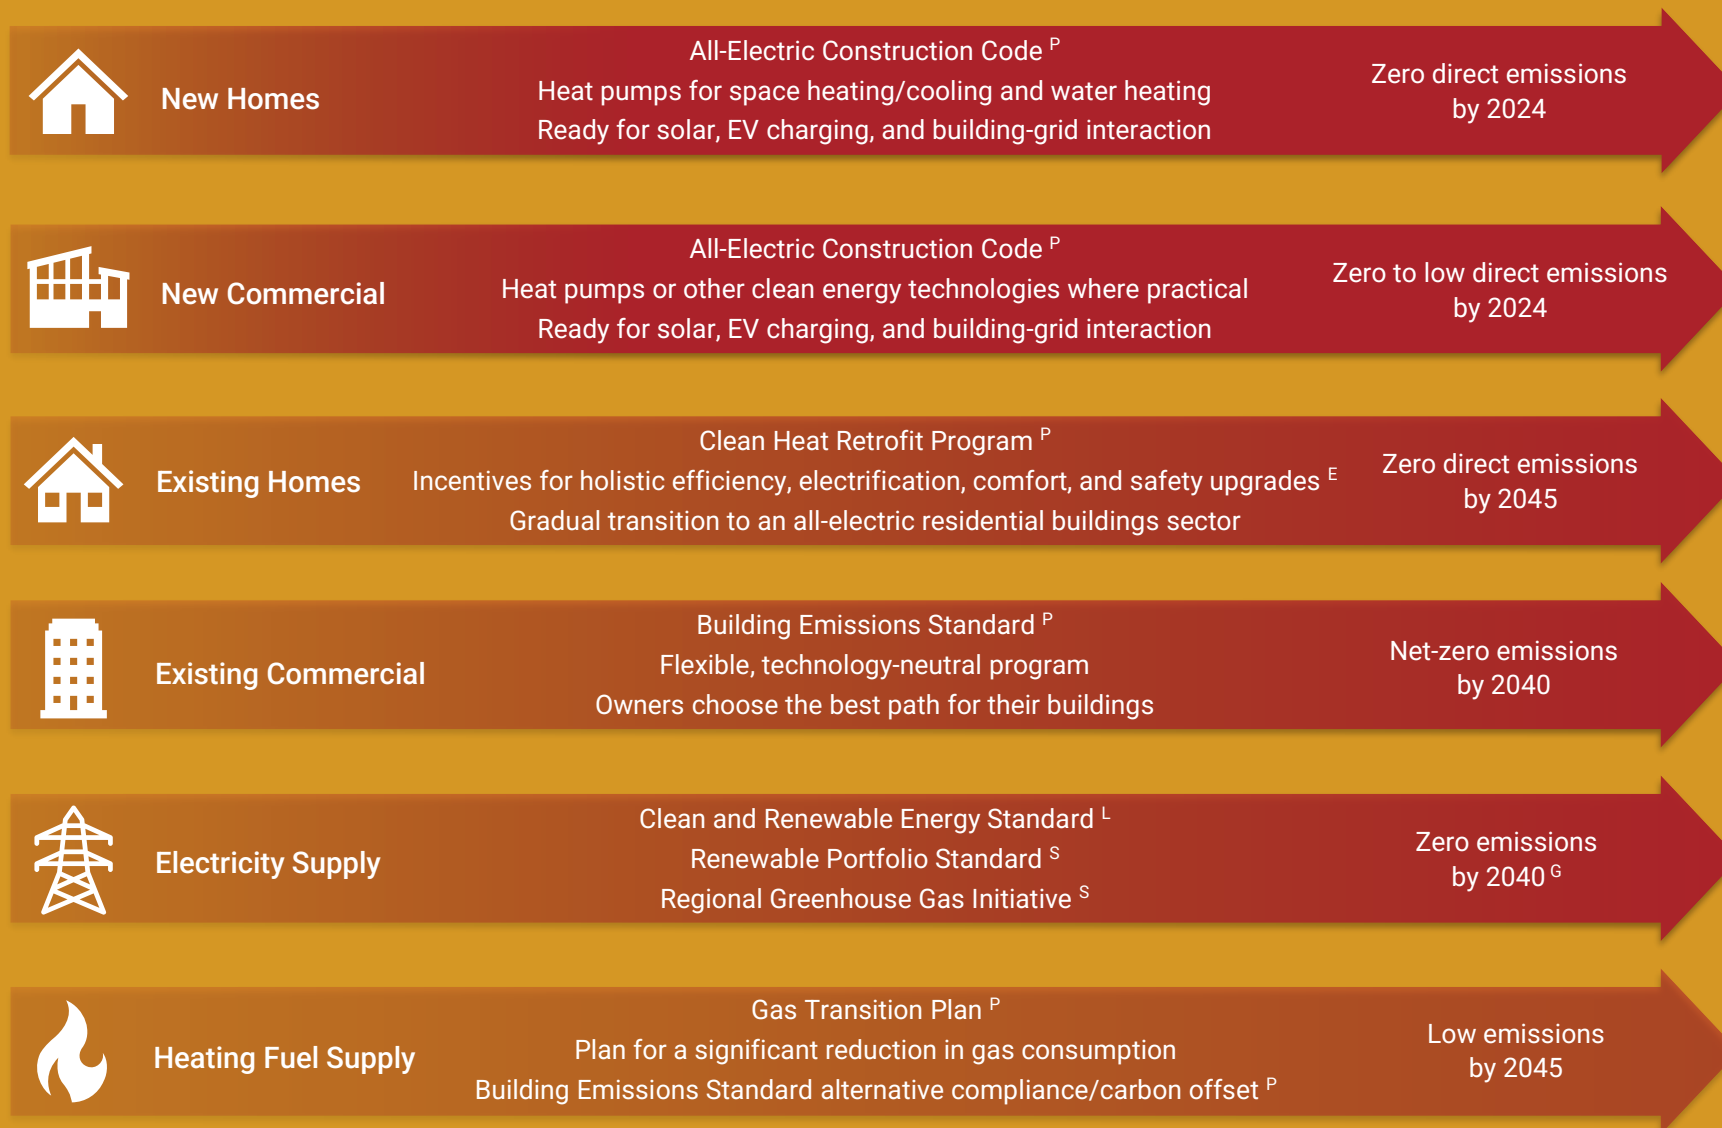 New Homes
All-Electric Construction Code P
Heat pumps for space heating/cooling and water heating
Ready for solar, EV charging, and building-grid interaction
Zero direct emissions
by 2024
New Commercial
All-Electric Construction Code P
Heat pumps or other clean energy technologies where practical
Ready for solar, EV charging, and building-grid interaction
Zero to low direct emissions
by 2024
Existing Homes
Clean Heat Retrofit Program P
Incentives for holistic efficiency, electrification, comfort, and safety upgrades E
Gradual transition to an all-electric residential buildings sector
Zero direct emissions
by 2045
Existing Commercial
Building Emissions Standard P
Flexible, technology-neutral program
Owners choose the best path for their buildings
Net-zero emissions
by 2040
Electricity Supply
Clean and Renewable Energy Standard L
Renewable Portfolio Standard S
Regional Greenhouse Gas Initiative S
Zero emissions
by 2040 G
Heating Fuel Supply
Gas Transition Plan P
Plan for a significant reduction in gas consumption
Building Emissions Standard alternative compliance/carbon offset P
Low emissions
by 2045